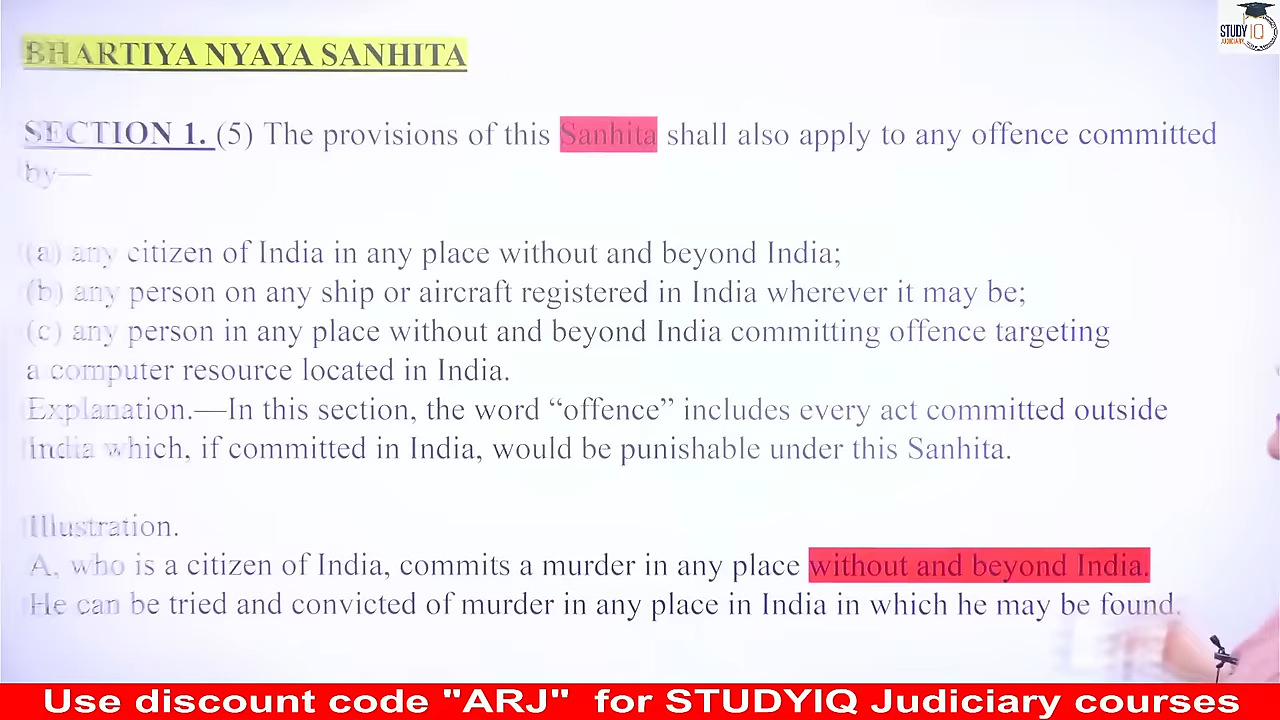 STUDY IQ
JUDICIARY
BHARTIYA NYAYA SANHITA
SECTION 1. (5) The provisions of this Sanhita shall also apply to any offence committed
by—
(a) any citizen of India in any place without and beyond India;
(b) any person on any ship or aircraft registered in India wherever it may be;
(c) any person in any place without and beyond India committing offence targeting
a computer resource located in India.
Explanation.—In this section, the word “offence” includes every act committed outside
India which, if committed in India, would be punishable under this Sanhita.
Illustration.
A, who is a citizen of India, commits a murder in any place without and beyond India.
He can be tried and convicted of murder in any place in India in which he may be found.
Use discount code "ARJ" for STUDYIQ Judiciary courses